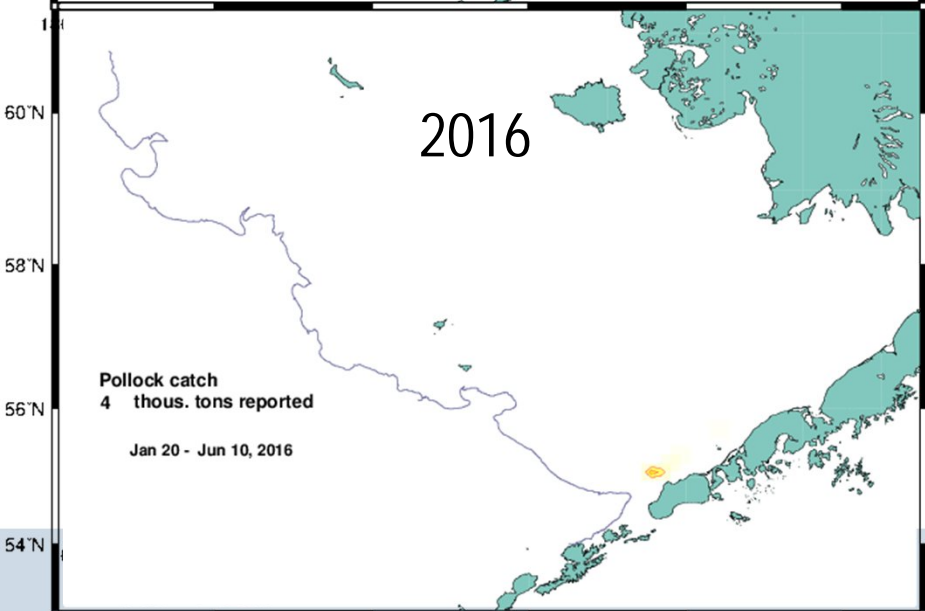 60°N
2016
58°N
Pollock catch
4 thous. tons reported
56°N
Jan 20 - Jun 10, 2016
54°N